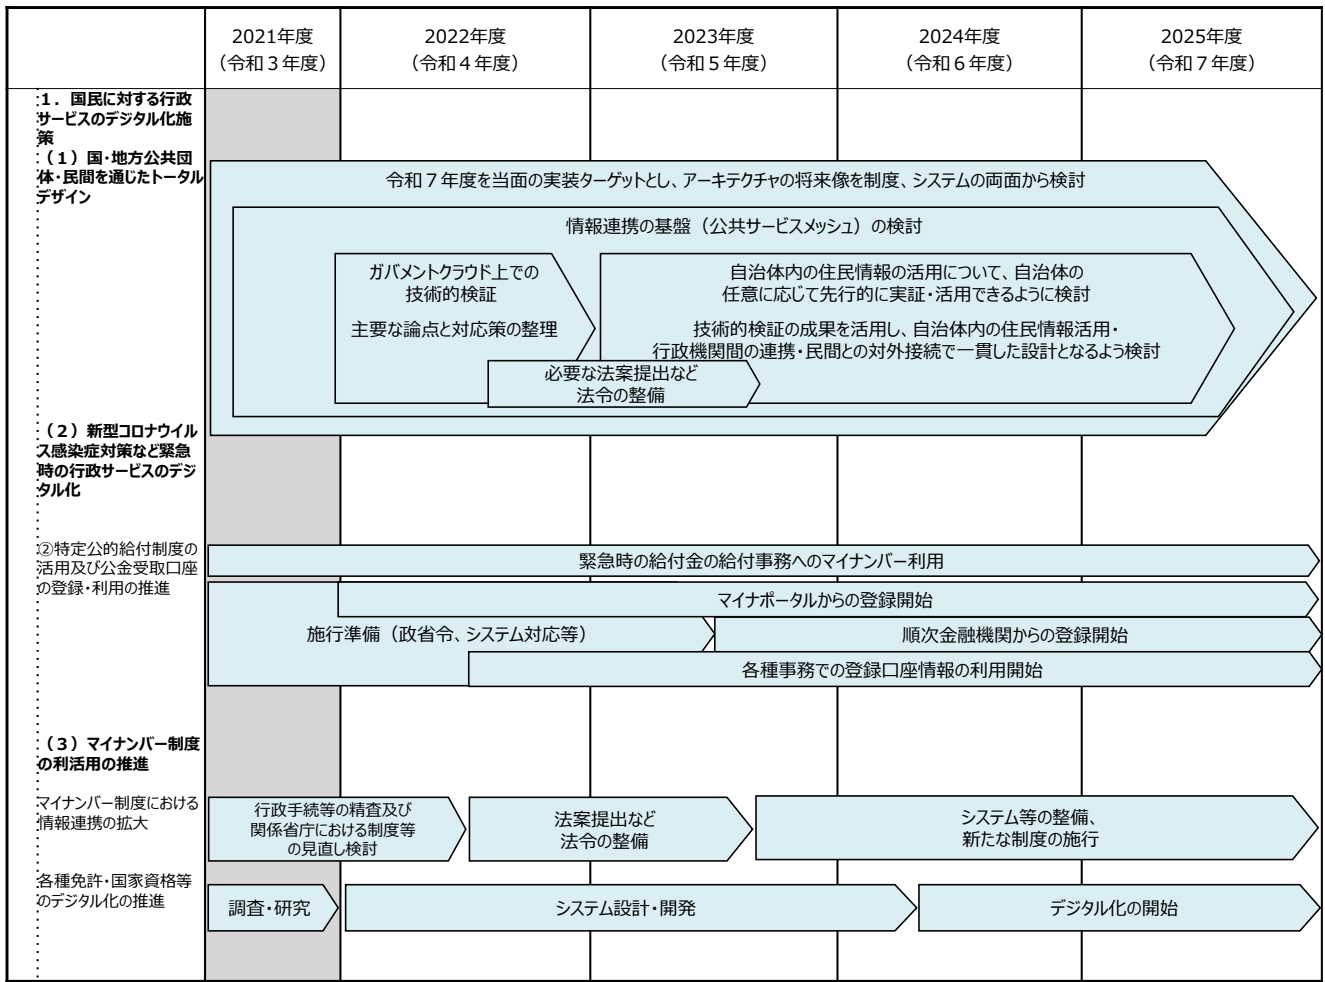 2021年度
（令和３年度）
2022年度
（令和４年度）
2023年度
（令和５年度）
2024年度
（令和６年度）
2025年度
（令和７年度）
１．国民に対する行政
サービスのデジタル化施
策
（１）国・地方公共団
体・民間を通じたトータル
デザイン
令和７年度を当面の実装ターゲットとし、アーキテクチャの将来像を制度、システムの両面から検討
情報連携の基盤（公共サービスメッシュ）の検討
ガバメントクラウド上での
技術的検証
主要な論点と対応策の整理
自治体内の住民情報の活用について、自治体の
任意に応じて先行的に実証・活用できるように検討
技術的検証の成果を活用し、自治体内の住民情報活用・
行政機関間の連携・民間との対外接続で一貫した設計となるよう検討
必要な法案提出など
法令の整備
（２）新型コロナウイル
ス感染症対策など緊急
時の行政サービスのデジ
タル化
②特定公的給付制度の
活用及び公金受取口座
の登録・利用の推進
緊急時の給付金の給付事務へのマイナンバー利用
マイナポータルからの登録開始
施行準備（政省令、システム対応等）
順次金融機関からの登録開始
各種事務での登録口座情報の利用開始
（３）マイナンバー制度
の利活用の推進
マイナンバー制度における
情報連携の拡大
行政手続等の精査及び
関係省庁における制度等
の見直し検討
法案提出など
法令の整備
システム等の整備、
新たな制度の施行
各種免許・国家資格等
のデジタル化の推進
調査・研究
システム設計・開発
デジタル化の開始